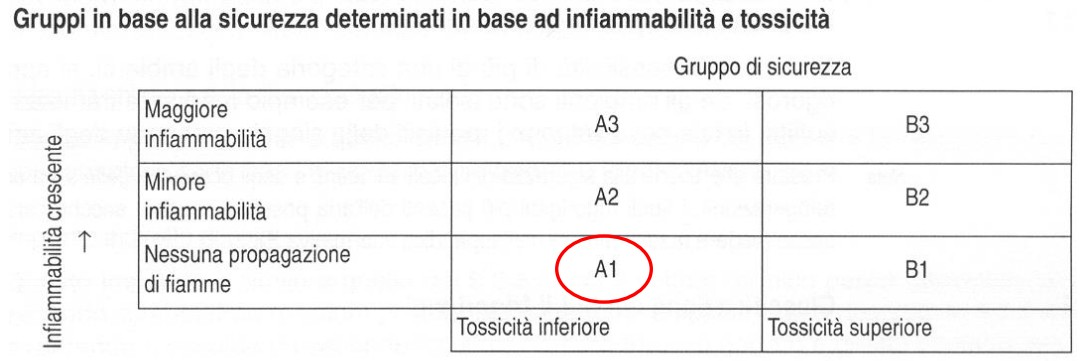 Gruppi in base alla sicurezza determinati in base ad infiammabilità e tossicità
Gruppo di sicurezza
Infiammabilità crescente
→
Maggiore
infiammabilità
A3
B3
Minore
infiammabilità
A2
B2
Nessuna propagazione
di fiamme
A1
B1
Tossicità inferiore
Tossicità superiore